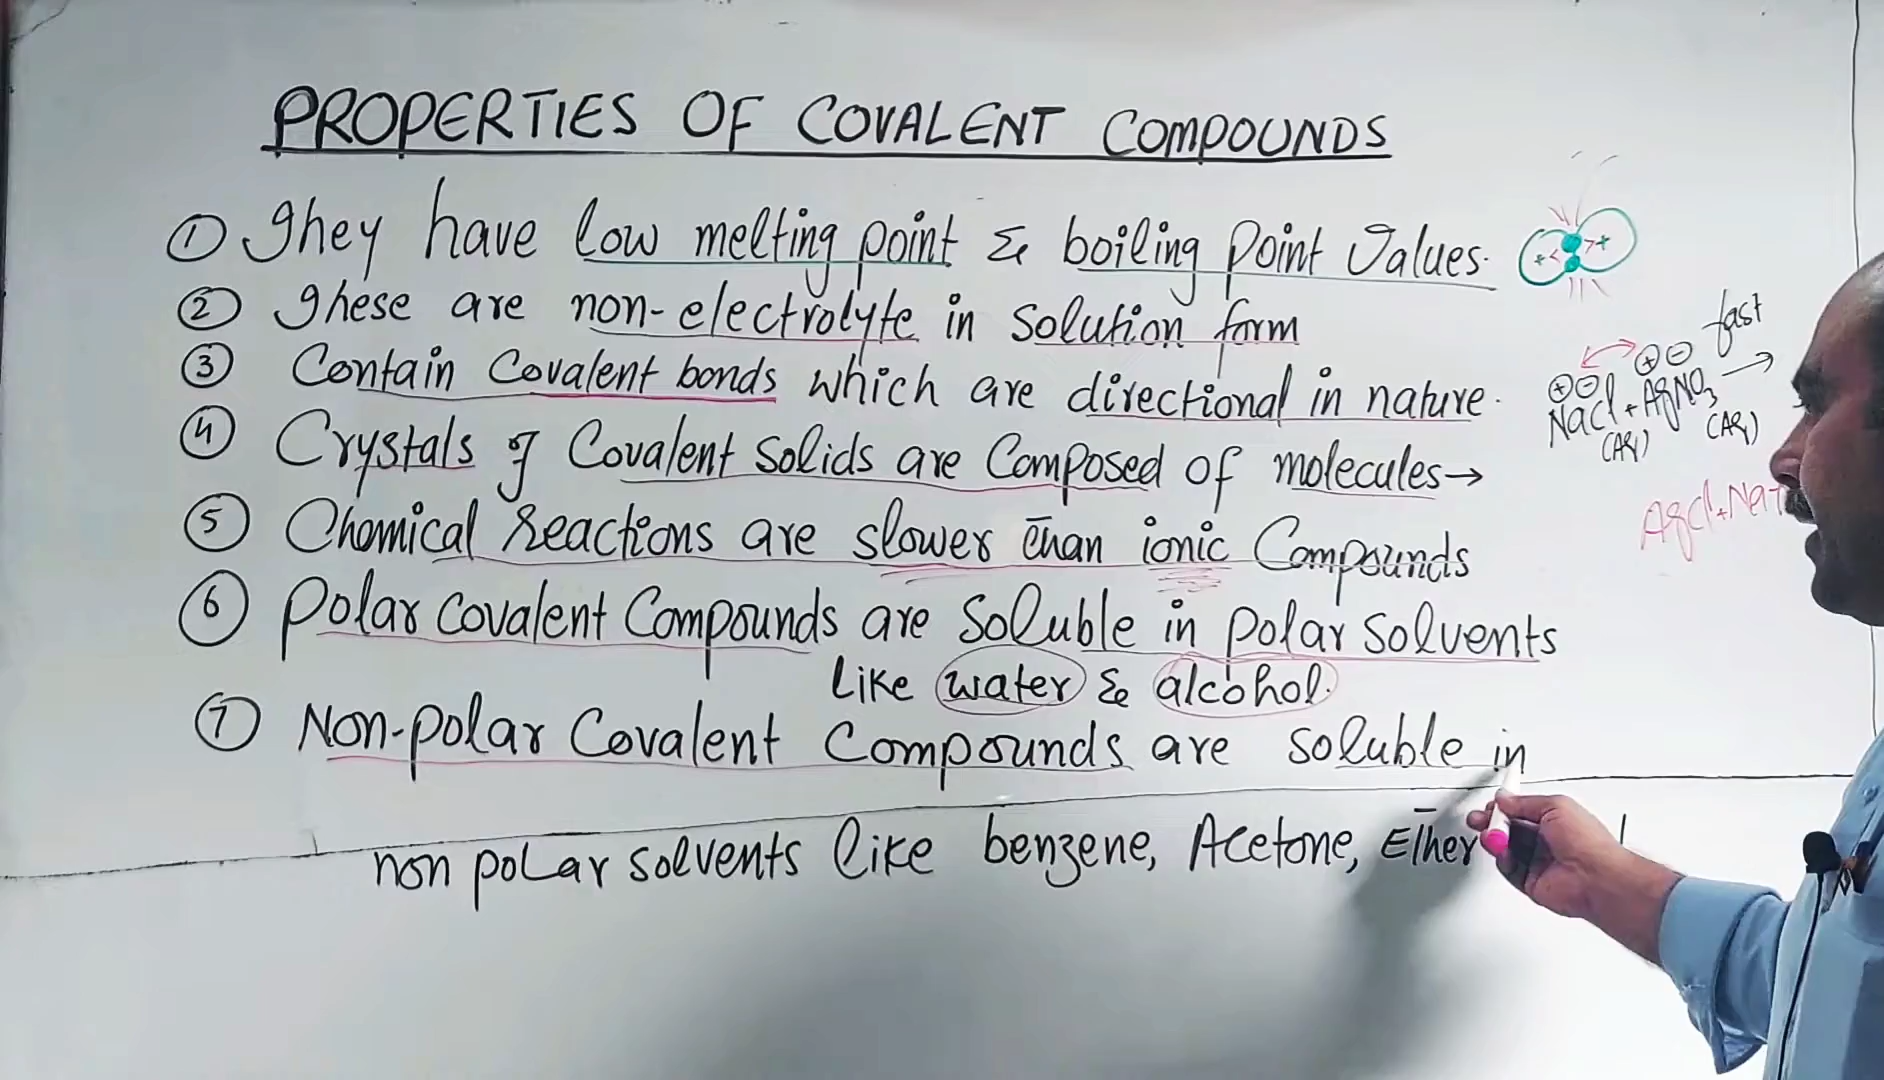 PROPERTIES OF COVALENT COMPOUNDS
① They have low melting point & boiling point values.
② These are non-electrolyte in solution form
③ Contain covalent bonds which are directional in nature.
④ Crystals of covalent solids are composed of molecules →
⑤ Chemical reactions are slower than ionic compounds
⑥ Polar covalent compounds are soluble in polar solvents
like water & alcohol.
⑦ Non-polar covalent compounds are soluble in
non polar solvents like benzene, Acetone, Ether
fast
⊕⊖ ⊕⊖
NaCl + AgNO₃ →
(Aq) (Aq)
AgCl + Na